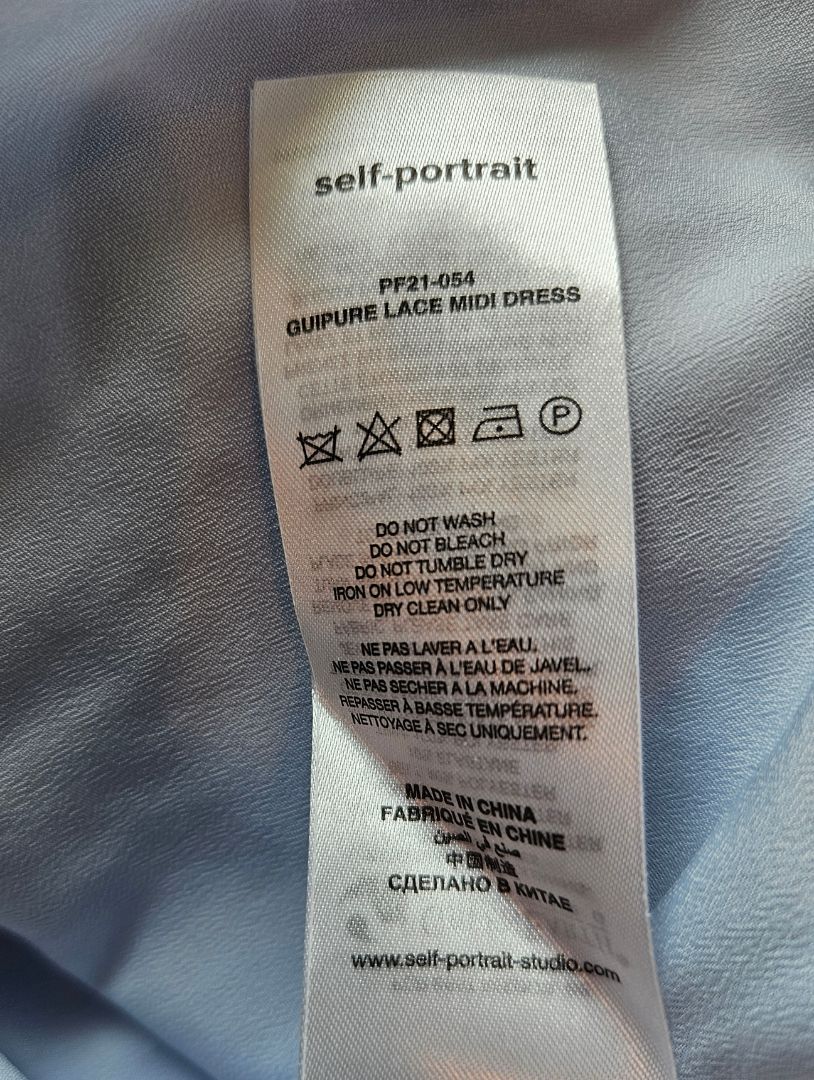 self-portrait
PF21-054
GUIPURE LACE MIDI DRESS
P
DO NOT WASH
DO NOT BLEACH
DO NOT TUMBLE DRY
IRON ON LOW TEMPERATURE
DRY CLEAN ONLY
NE PAS LAVER A L'EAU.
NE PAS PASSER À L'EAU DE JAVEL.
NE PAS SECHER A LA MACHINE.
REPASSER À BASSE TEMPÉRATURE.
NETTOYAGE À SEC UNIQUEMENT.
MADE IN CHINA
FABRIQUÉ EN CHINE
صنع في الصين
中国制造
СДЕЛАНО В КИТАЕ
www.self-portrait-studio.com